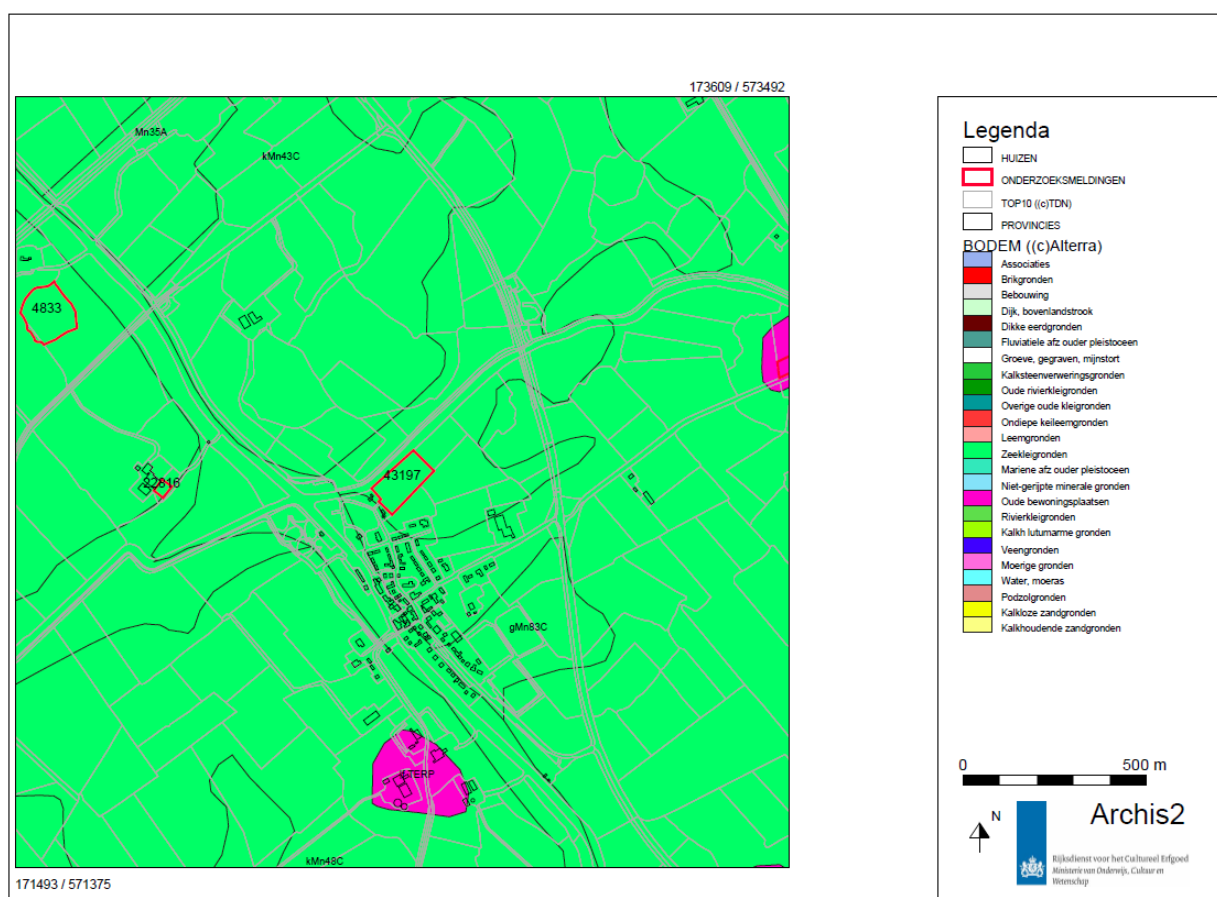 173609 / 573492
Mn35A
kMn43C
4833
43197
22816
gMn83C
TERP
kMn48C
171493 / 571375
Legenda
HUIZEN
ONDERZOEKSMELDINGEN
TOP10 ((c)TDN)
PROVINCIES
BODEM ((c)Alterra)
Associaties
Brikgronden
Bebouwing
Dijk, bovenlandstrook
Dikke eerdgronden
Fluviatiele afz ouder pleistoceen
Groeve, gegraven, mijnstort
Kalksteenverweringsgronden
Oude rivierkleigronden
Overige oude kleigronden
Ondiepe keileemgronden
Leemgronden
Zeekleigronden
Mariene afz ouder pleistoceen
Niet-gerijpte minerale gronden
Oude bewoningsplaatsen
Rivierkleigronden
Kalkh lutumarme gronden
Veengronden
Moerige gronden
Water, moeras
Podzolgronden
Kalkloze zandgronden
Kalkhoudende zandgronden
0 500 m
N
Archis2
Rijksdienst voor het Cultureel Erfgoed
Ministerie van Onderwijs, Cultuur en
Wetenschap